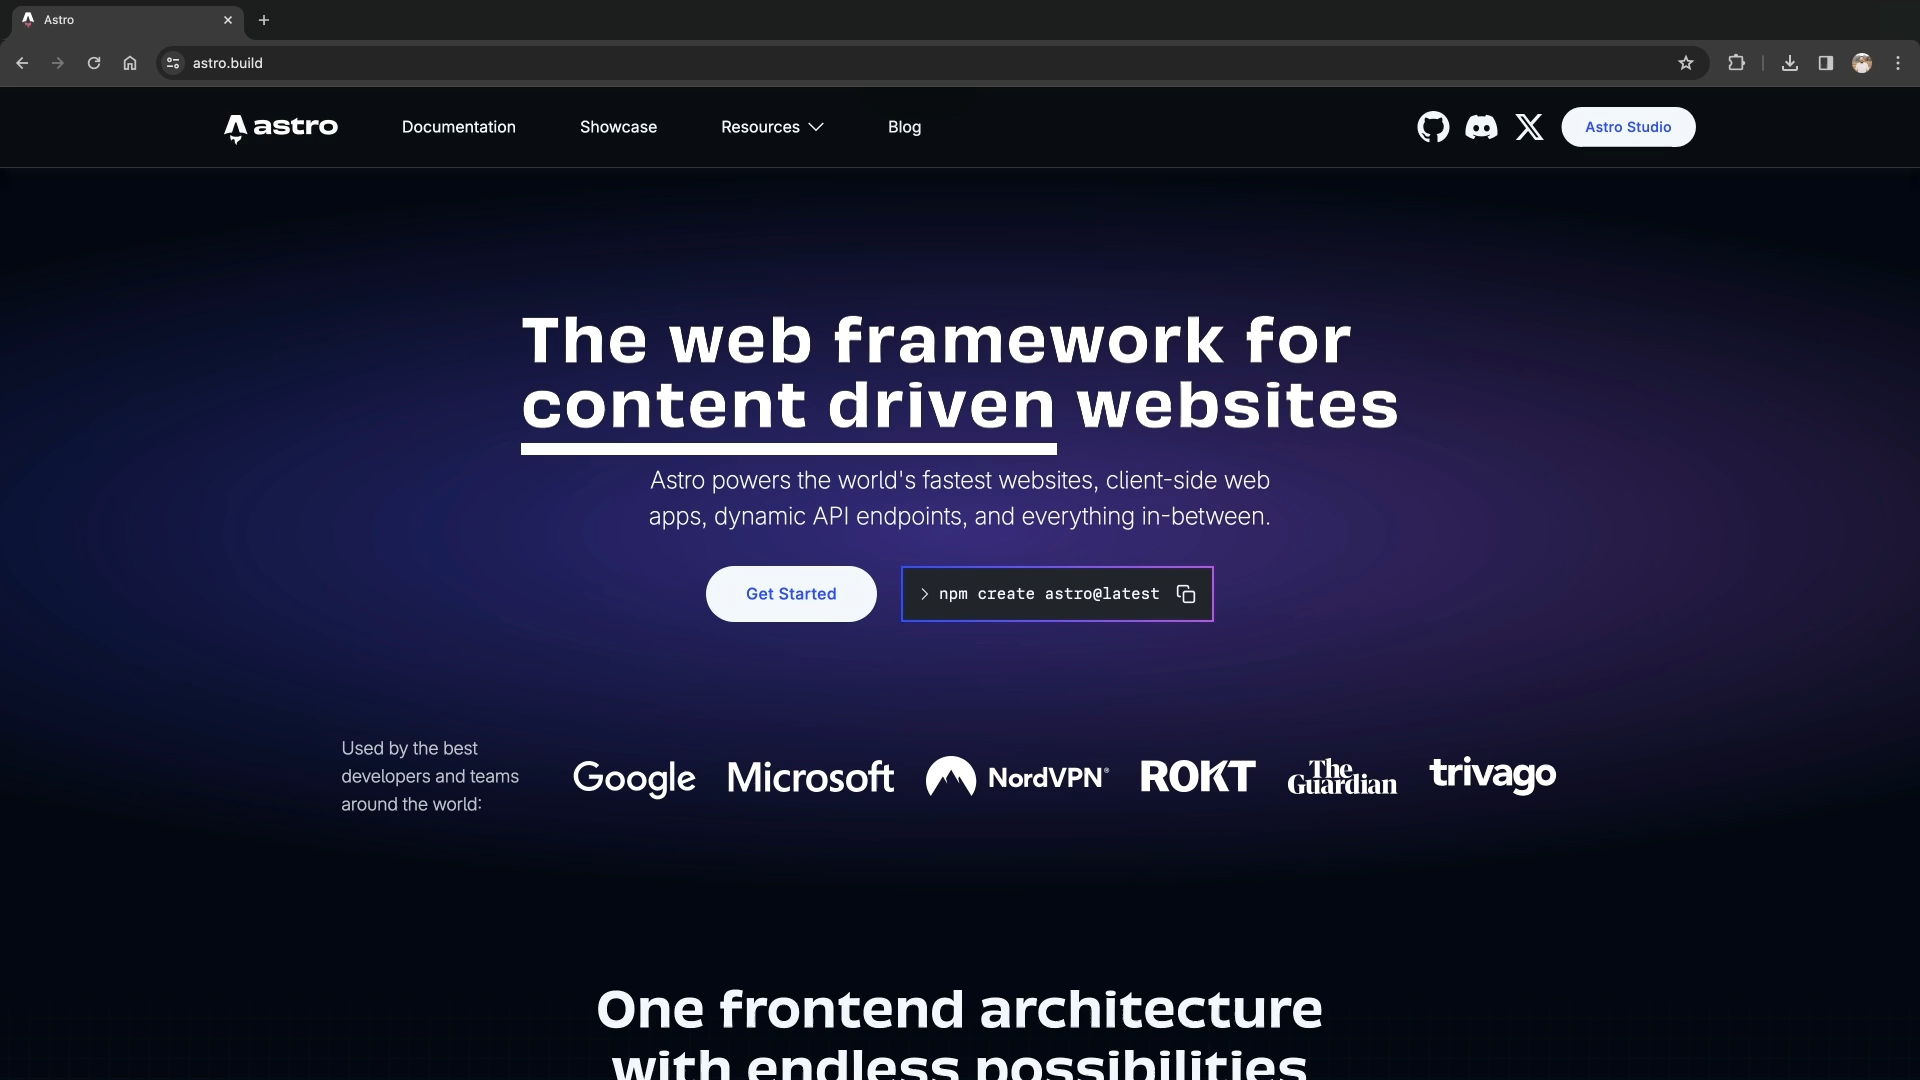 Astro
astro.build
astro
Documentation
Showcase
Resources
Blog
Astro Studio
The web framework for
content driven websites
Astro powers the world's fastest websites, client-side web
apps, dynamic API endpoints, and everything in-between.
Get Started
> npm create astro@latest
Used by the best
developers and teams
around the world:
Google
Microsoft
NordVPN®
ROKT
The
Guardian
trivago
One frontend architecture
with endless possibilities